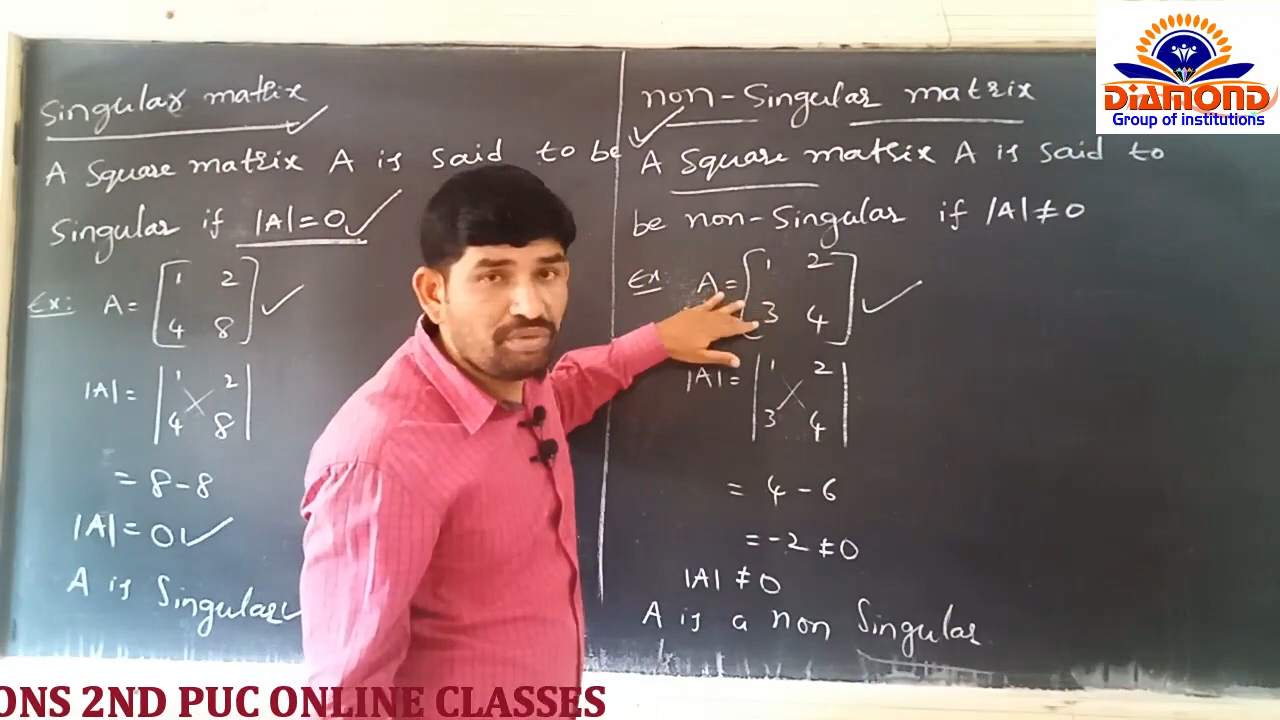 Singular matrix
A Square matrix A is said to be
Singular if |A|=0
Ex: A = [1 2
4 8]
|A| = |1 2
4 8|
= 8-8
|A| = 0
A is Singular
non-Singular matrix
A Square matrix A is said to
be non-Singular if |A| ≠ 0
Ex: A = [1 2
3 4]
|A| = |1 2
3 4|
= 4-6
= -2 ≠ 0
|A| ≠ 0
A is a non Singular
DiAMOND
Group of institutions
ONS 2ND PUC ONLINE CLASSES